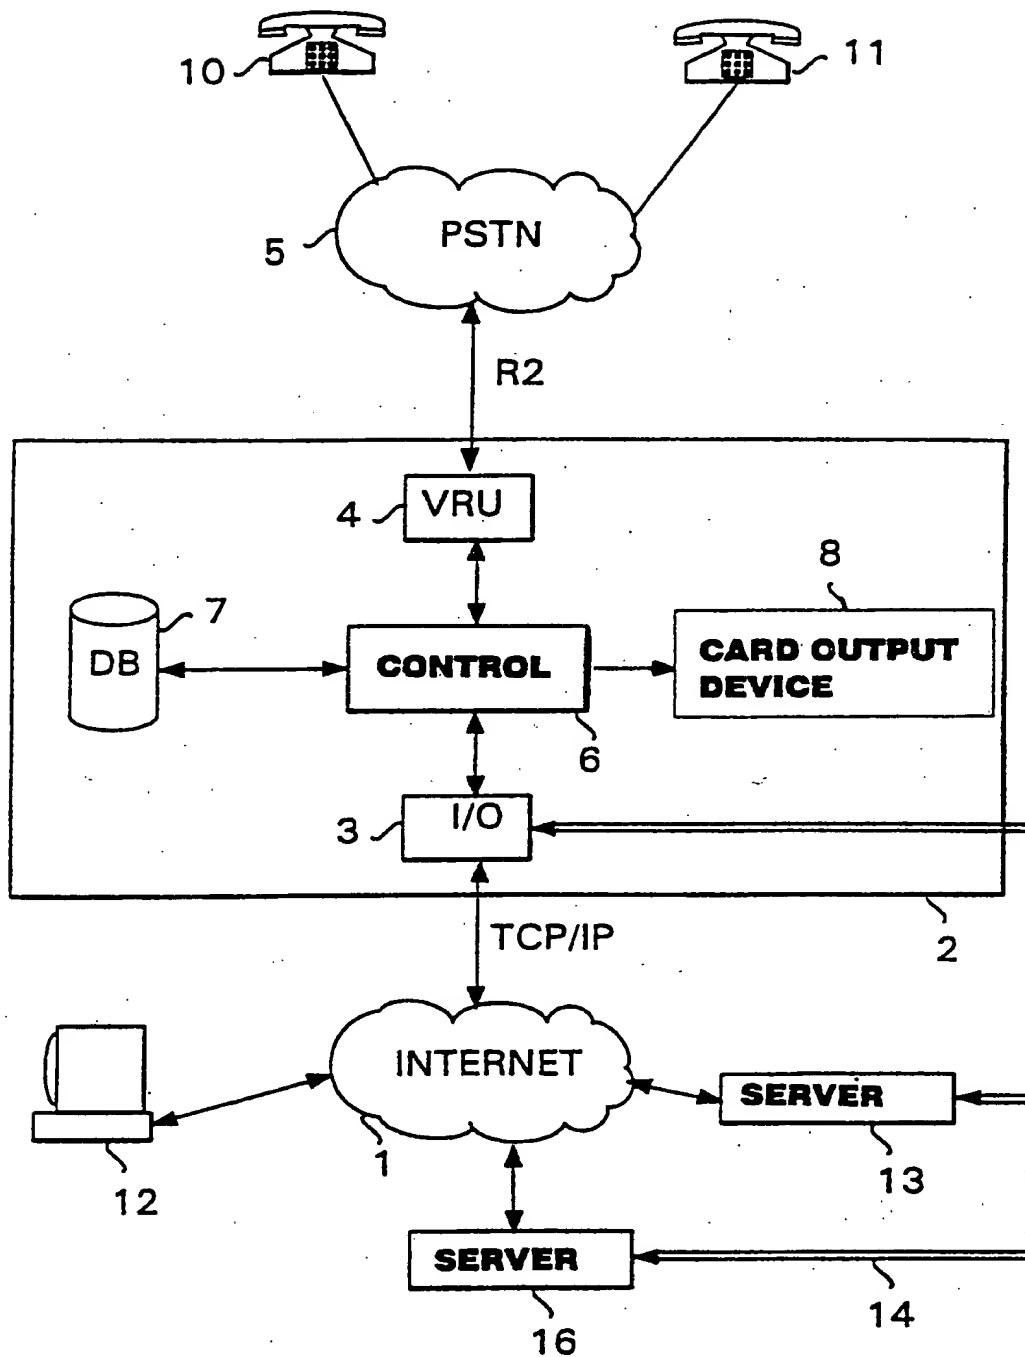 10
11
PSTN
5
R2
VRU
4
8
7
DB
CONTROL
CARD OUTPUT
DEVICE
6
I/O
3
TCP/IP
2
INTERNET
SERVER
1
12
13
SERVER
14
16